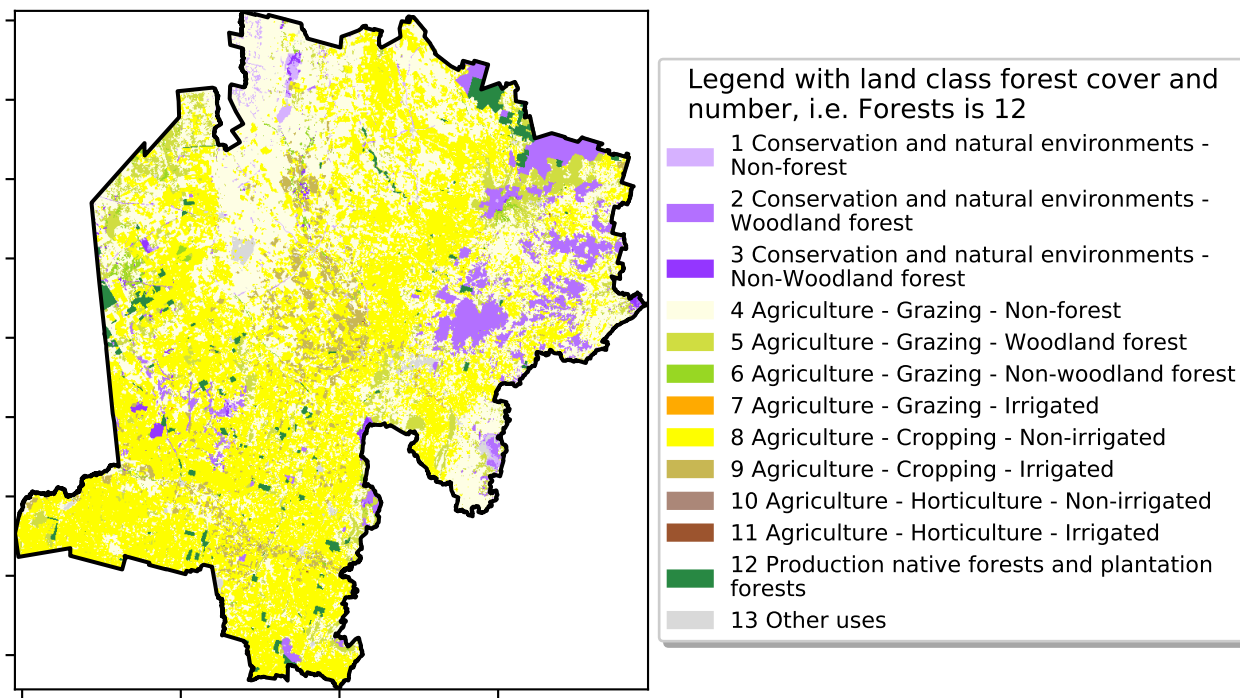 Legend with land class forest cover and
number, i.e. Forests is 12
1 Conservation and natural environments -
Non-forest
2 Conservation and natural environments -
Woodland forest
3 Conservation and natural environments -
Non-Woodland forest
4 Agriculture - Grazing - Non-forest
5 Agriculture - Grazing - Woodland forest
6 Agriculture - Grazing - Non-woodland forest
7 Agriculture - Grazing - Irrigated
8 Agriculture - Cropping - Non-irrigated
9 Agriculture - Cropping - Irrigated
10 Agriculture - Horticulture - Non-irrigated
11 Agriculture - Horticulture - Irrigated
12 Production native forests and plantation
forests
13 Other uses